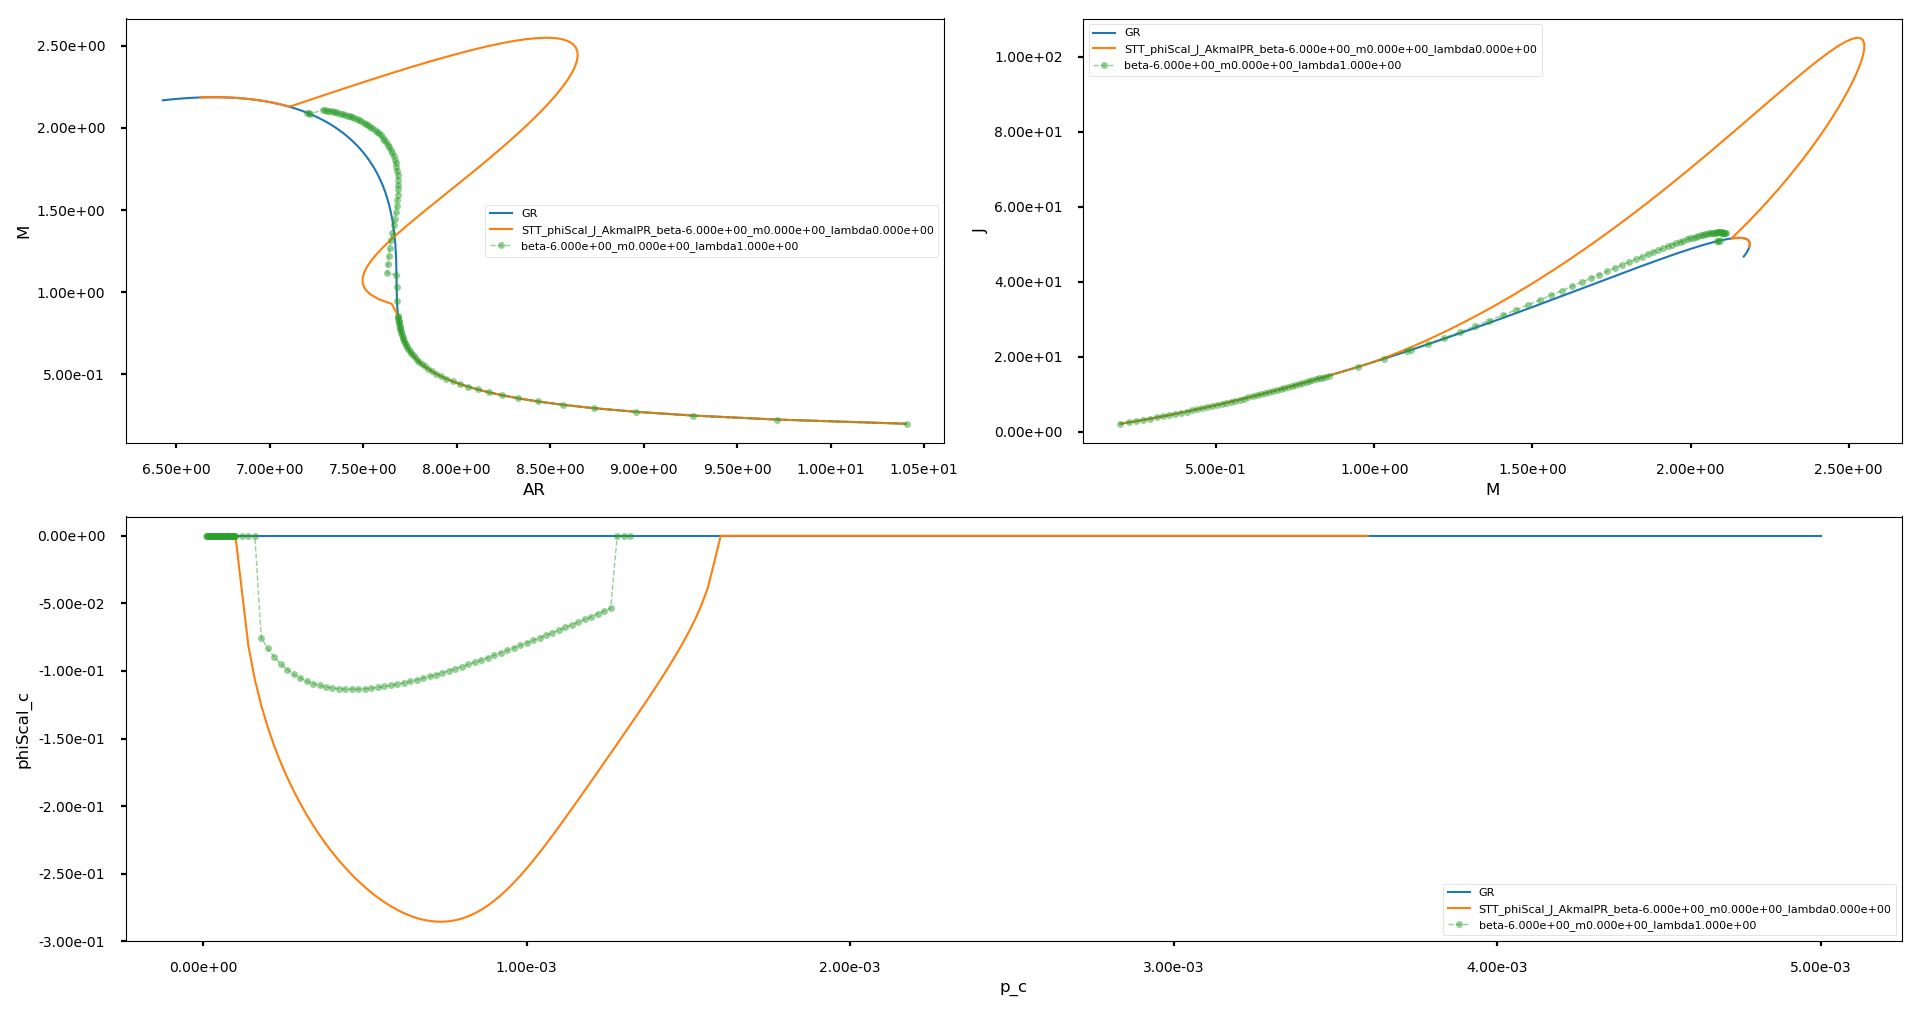 2.50e+00
2.00e+00
1.50e+00
1.00e+00
5.00e-01
M
6.50e+00 7.00e+00 7.50e+00 8.00e+00 8.50e+00 9.00e+00 9.50e+00 1.00e+01 1.05e+01
AR
GR
STT_phiScal_J_AkmalPR_beta-6.000e+00_m0.000e+00_lambda0.000e+00
beta-6.000e+00_m0.000e+00_lambda1.000e+00
1.00e+02
8.00e+01
6.00e+01
4.00e+01
2.00e+01
0.00e+00
J
5.00e-01 1.00e+00 1.50e+00 2.00e+00 2.50e+00
M
GR
STT_phiScal_J_AkmalPR_beta-6.000e+00_m0.000e+00_lambda0.000e+00
beta-6.000e+00_m0.000e+00_lambda1.000e+00
0.00e+00
-5.00e-02
-1.00e-01
-1.50e-01
-2.00e-01
-2.50e-01
-3.00e-01
phiScal_c
0.00e+00 1.00e-03 2.00e-03 3.00e-03 4.00e-03 5.00e-03
p_c
GR
STT_phiScal_J_AkmalPR_beta-6.000e+00_m0.000e+00_lambda0.000e+00
beta-6.000e+00_m0.000e+00_lambda1.000e+00